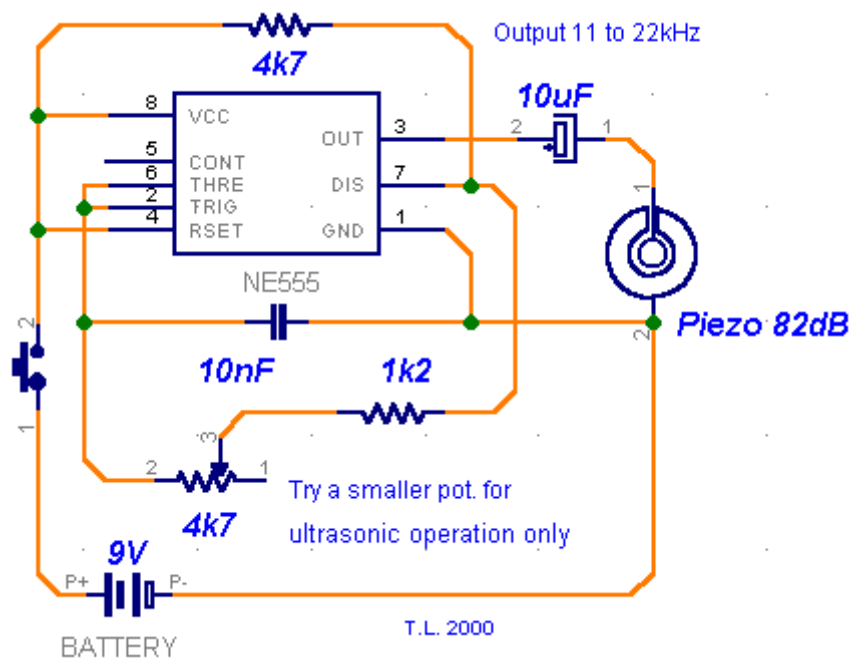 Output 11 to 22kHz
4k7
10uF
8
VCC
3
OUT
2
1
5
CONT
6
THRE
DIS
7
2
TRIG
4
RSET
GND
1
1
NE555
2
Piezo 82dB
2
10nF
1k2
1
3
2
1
Try a smaller pot. for
4k7
ultrasonic operation only
9V
P+
P-
T.L. 2000
BATTERY